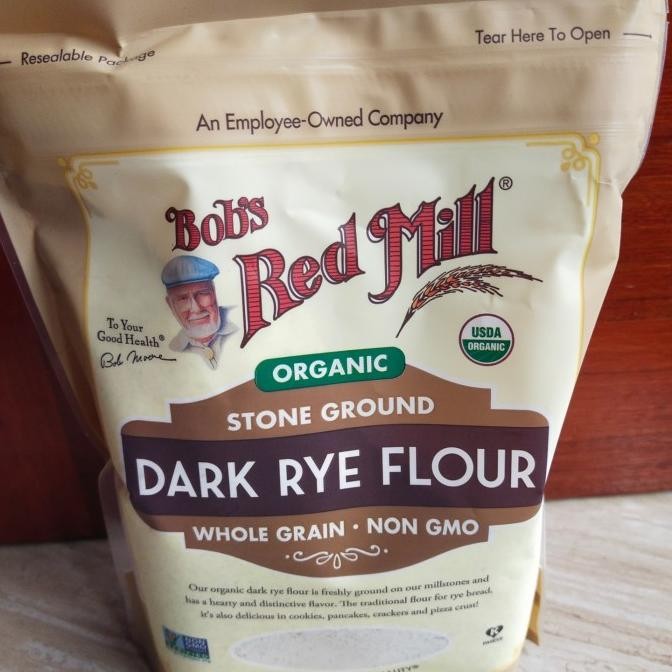 Resealable Package
Tear Here To Open
An Employee-Owned Company
Bob's
Red Mill®
To Your
Good Health®
Bob Moore
USDA
ORGANIC
ORGANIC
STONE GROUND
DARK RYE FLOUR
WHOLE GRAIN · NON GMO
Our organic dark rye flour is freshly ground on our millstones and
has a hearty and distinctive flavor. The traditional flour for rye bread,
it's also delicious in cookies, pancakes, crackers and pizza crust!
NON
GMO
K